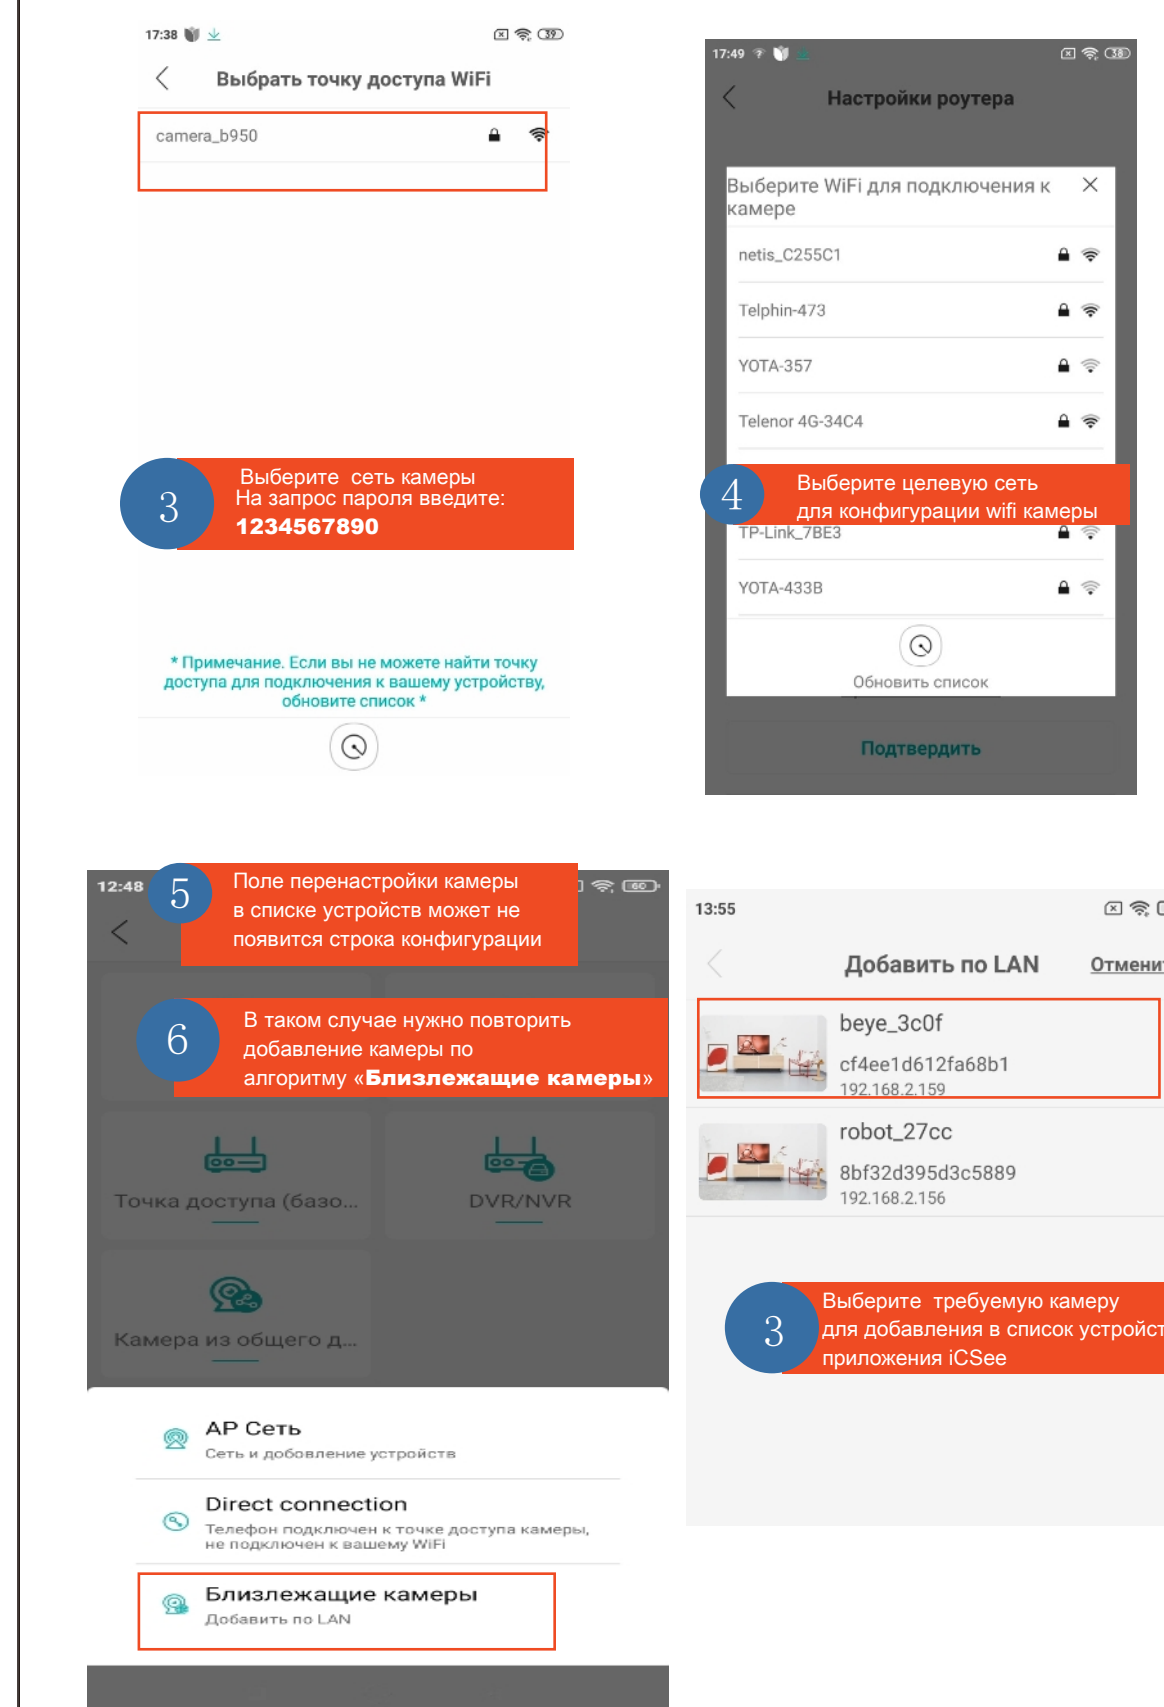 17:38
39
Выбрать точку доступа WiFi
camera_b950
3
Выберите сеть камеры
На запрос пароля введите:
1234567890
* Примечание. Если вы не можете найти точку
доступа для подключения к вашему устройству,
обновите список *
17:49
38
Настройки роутера
Выберите WiFi для подключения к
камере
netis_C255C1
Telphin-473
YOTA-357
Telenor 4G-34C4
4
Выберите целевую сеть
для конфигурации wifi камеры
TP-Link_7BE3
YOTA-433B
Обновить список
Подтвердить
12:48
60
5
Поле перенастройки камеры
в списке устройств может не
появится строка конфигурации
6
В таком случае нужно повторить
добавление камеры по
алгоритму «Близлежащие камеры»
Точка доступа (базо...
DVR/NVR
Камера из общего д...
AP Сеть
Сеть и добовление устройств
Direct connection
Телефон подключен к точке доступа камеры,
не подключен к вашему WiFi
Близлежащие камеры
Добавить по LAN
13:55
Добавить по LAN
Отменит
beye_3c0f
cf4ee1d612fa68b1
192.168.2.159
robot_27cc
8bf32d395d3c5889
192.168.2.156
3
Выберите требуемую камеру
для добавления в список устройст
приложения iCSee